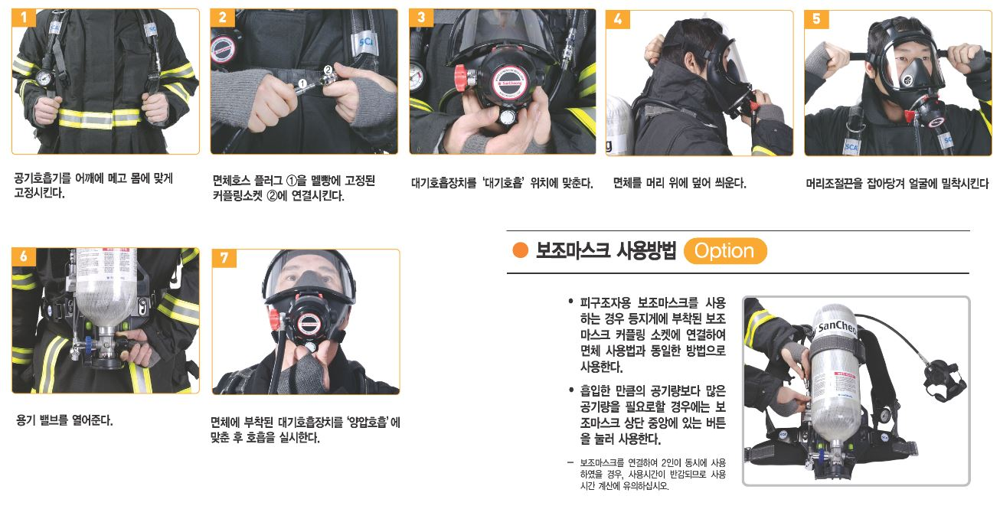 1
SCA
SCA
공기호흡기를 어깨에 메고 몸에 맞게
고정시킨다.
2
①
②
SCA
면체호스 플러그 ①을 멜빵에 고정된
커플링소켓 ②에 연결시킨다.
3
SanCheong
대기호흡장치를 '대기호흡' 위치에 맞춘다.
4
g
면체를 머리 위에 덮어 씌운다.
5
SCA
SC
머리조절끈을 잡아당겨 얼굴에 밀착시킨다
6
용기 밸브를 열어준다.
7
면체에 부착된 대기호흡장치를 '양압호흡'에
맞춘 후 호흡을 실시한다.
보조마스크 사용방법 Option
• 피구조자용 보조마스크를 사용
하는 경우 등지게에 부착된 보조
마스크 커플링 소켓에 연결하여
면체 사용법과 동일한 방법으로
사용한다.
• 흡입한 만큼의 공기량보다 많은
공기량을 필요로할 경우에는 보
조마스크 상단 중앙에 있는 버튼
을 눌러 사용한다.
– 보조마스크를 연결하여 2인이 동시에 사용
하였을 경우, 사용시간이 반감되므로 사용
시간 계산에 유의하십시오.
SanCheo